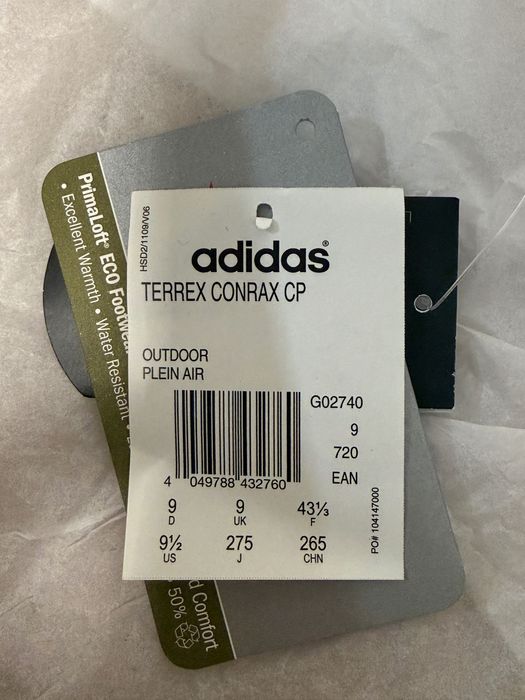 HSD2/1109/V06
adidas®
TERREX CONRAX CP
OUTDOOR
PLEIN AIR
G02740
9
720
4 049788 432760 EAN
9 9 43⅓
D UK F
9½ 275 265
US J CHN
PO# 104147000
PrimaLoft® ECO Footwear
• Excellent Warmth • Water Resistant •
Comfort
50%